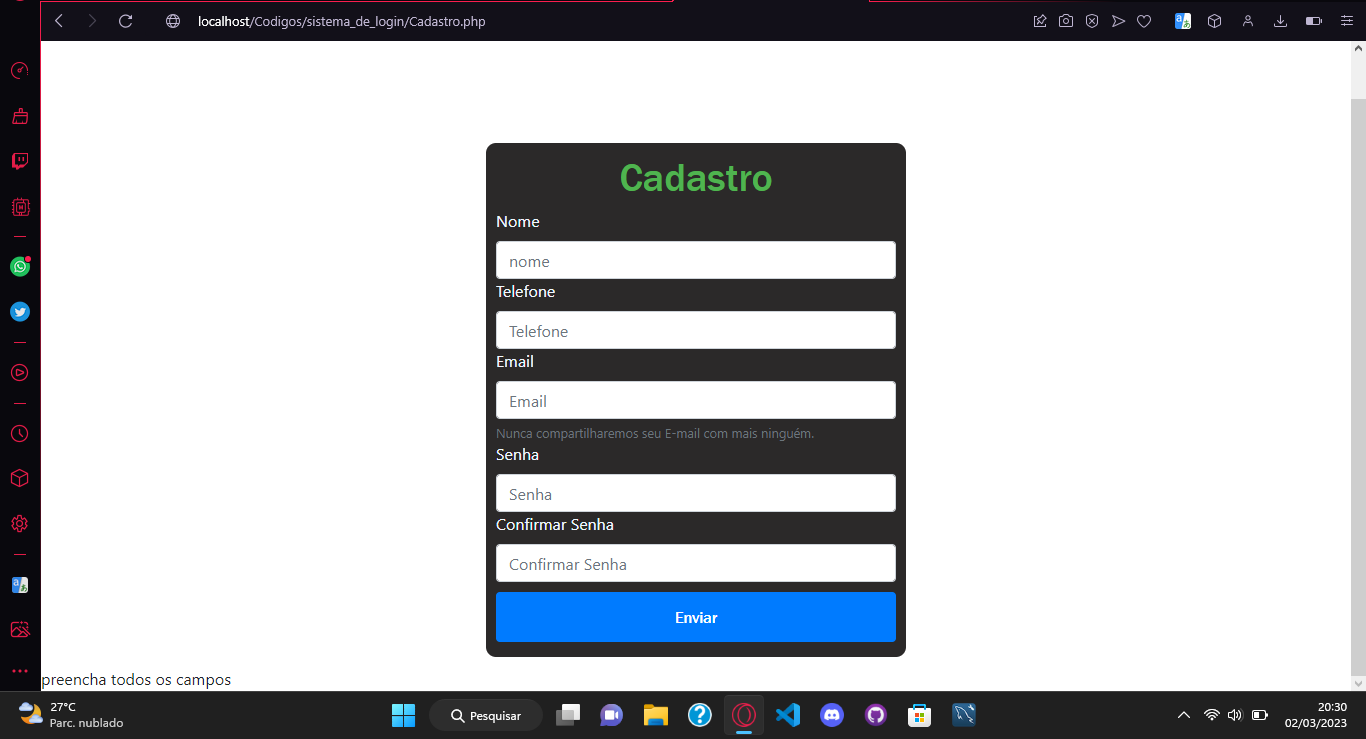 localhost/Codigos/sistema_de_login/Cadastro.php
Cadastro
Nome
nome
Telefone
Telefone
Email
Email
Nunca compartilharemos seu E-mail com mais ninguém.
Senha
Senha
Confirmar Senha
Confirmar Senha
Enviar
preencha todos os campos
27°C
Parc. nublado
Pesquisar
20:30
02/03/2023